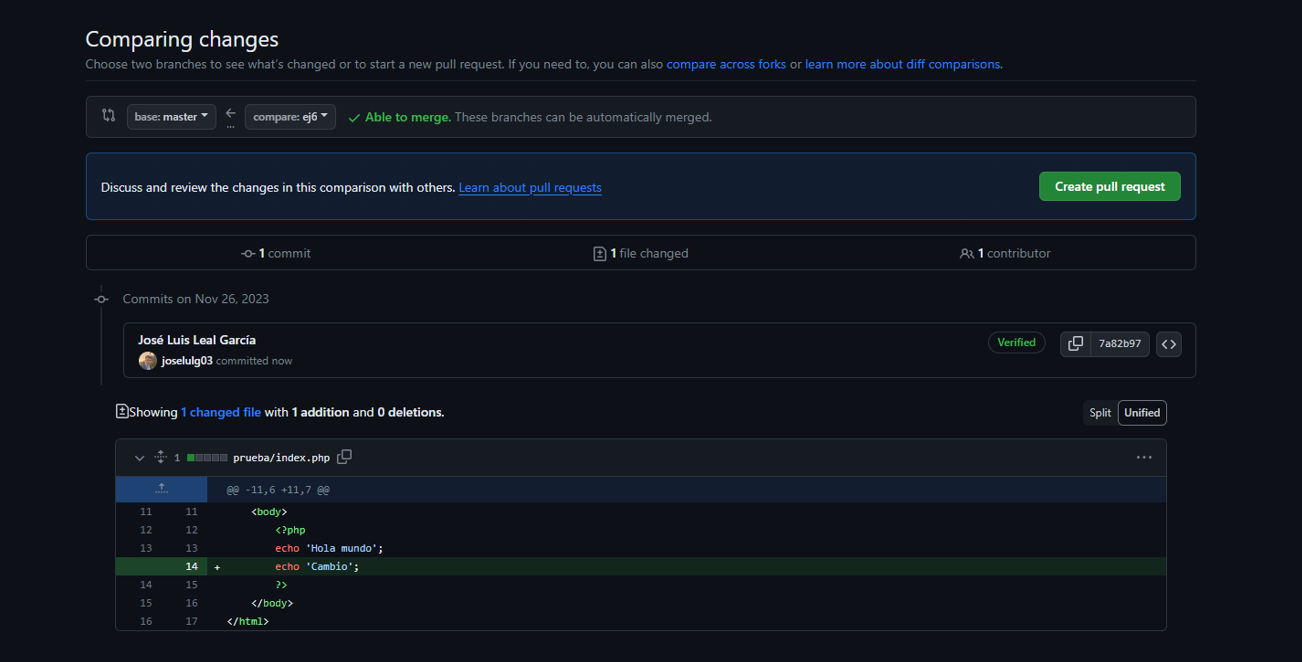 Comparing changes
Choose two branches to see what's changed or to start a new pull request. If you need to, you can also compare across forks or learn more about diff comparisons.
base: master compare: ej6 Able to merge. These branches can be automatically merged.
Discuss and review the changes in this comparison with others. Learn about pull requests Create pull request
1 commit 1 file changed 1 contributor
Commits on Nov 26, 2023
José Luis Leal García
joselulg03 committed now Verified 7a82b97
Showing 1 changed file with 1 addition and 0 deletions. Split Unified
1 prueba/index.php
@@ -11,6 +11,7 @@
11 11 <body>
12 12 <?php
13 13 echo 'Hola mundo';
14 + echo 'Cambio';
14 15 ?>
15 16 </body>
16 17 </html>